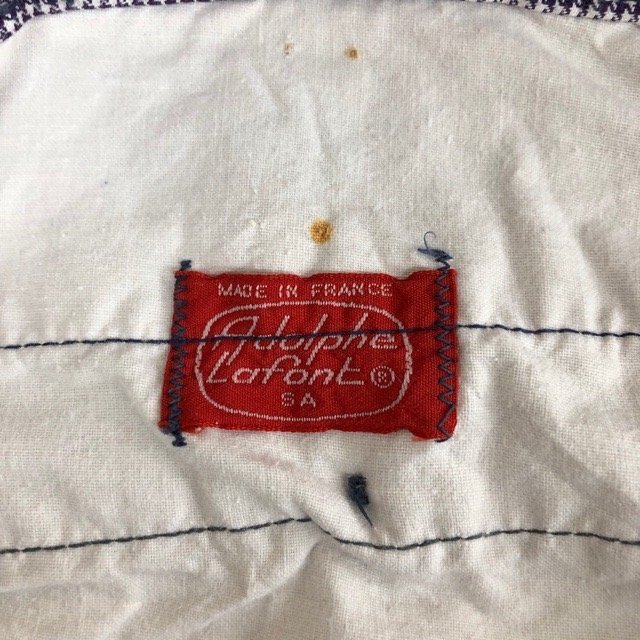 MADE IN FRANCE
Adolphe
Lafont ®
SA